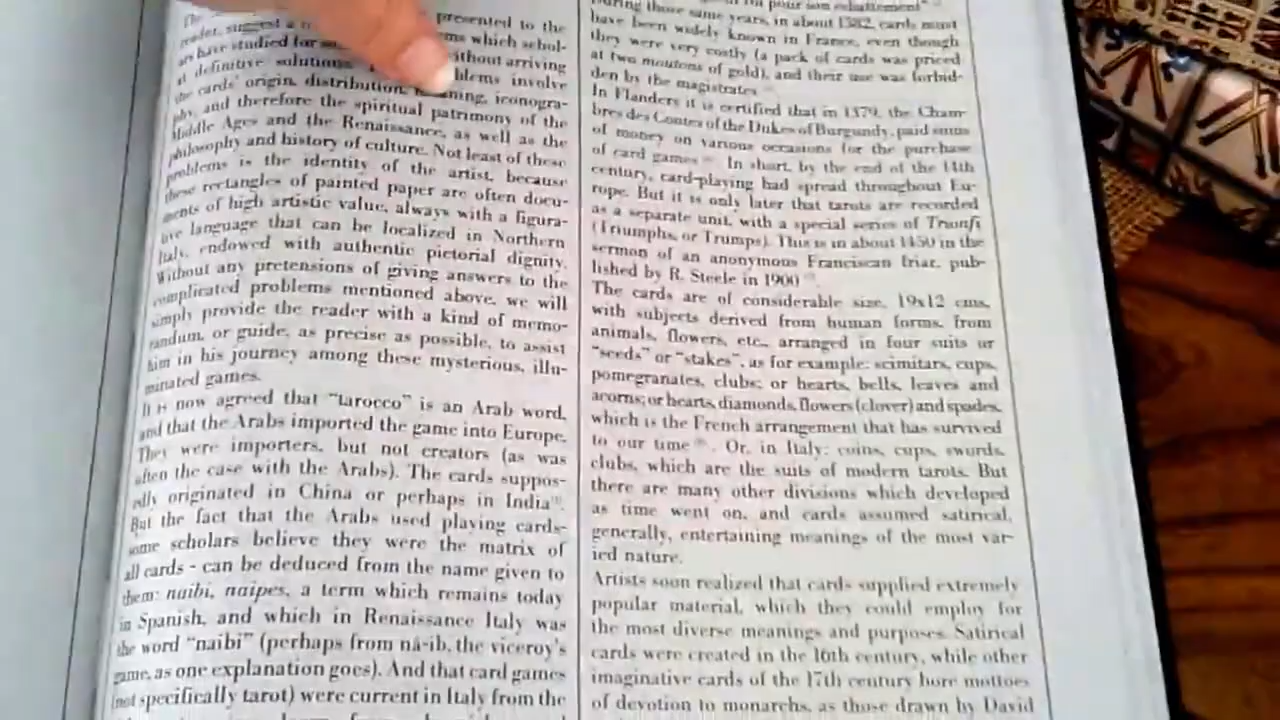 The
presented to the
reader, suggest a
ems which schol-
ars have studied for
without arriving
at definitive solutions.
blems involve
the cards' origin, distribution,
ning, iconogra-
phy, and therefore the spiritual patrimony of the
Middle Ages and the Renaissance, as well as the
philosophy and history of culture. Not least of these
problems is the identity of the artist, because
these rectangles of painted paper are often docu-
ments of high artistic value, always with a figura-
tive language that can be localized in Northern
Italy, endowed with authentic pictorial dignity.
Without any pretensions of giving answers to the
complicated problems mentioned above, we will
simply provide the reader with a kind of memo-
randum, or guide, as precise as possible, to assist
him in his journey among these mysterious, illu-
minated games.
It is now agreed that "tarocco" is an Arab word,
and that the Arabs imported the game into Europe.
They were importers, but not creators (as was
often the case with the Arabs). The cards suppos-
edly originated in China or perhaps in India
But the fact that the Arabs used playing cards-
some scholars believe they were the matrix of
all cards - can be deduced from the name given to
them: naibi, naipes, a term which remains today
in Spanish, and which in Renaissance Italy was
the word "naibi" (perhaps from nä-ib, the viceroy's
game, as one explanation goes). And that card games
(not specifically tarot) were current in Italy from the
pour son esbattement"
During those same years, in about 1382, cards must
have been widely known in France, even though
they were very costly (a pack of cards was priced
at two moutons of gold), and their use was forbid-
den by the magistrates
In Flanders it is certified that in 1379, the Cham-
bres des Contes of the Dukes of Burgundy, paid sums
of money on various occasions for the purchase
of card games. In short, by the end of the 14th
century, card-playing had spread throughout Eu-
rope. But it is only later that tarots are recorded
as a separate unit, with a special series of Trionfi
(Triumphs, or Trumps). This is in about 1450 in the
sermon of an anonymous Franciscan friar, pub-
lished by R. Steele in 1900
The cards are of considerable size, 19x12 cms,
with subjects derived from human forms, from
animals, flowers, etc., arranged in four suits or
"seeds" or "stakes", as for example: scimitars, cups,
pomegranates, clubs; or hearts, bells, leaves and
acorns; or hearts, diamonds, flowers (clover) and spades,
which is the French arrangement that has survived
to our time. Or, in Italy: coins, cups, swords,
clubs, which are the suits of modern tarots. But
there are many other divisions which developed
as time went on, and cards assumed satirical,
generally, entertaining meanings of the most var-
ied nature.
Artists soon realized that cards supplied extremely
popular material, which they could employ for
the most diverse meanings and purposes. Satirical
cards were created in the 16th century, while other
imaginative cards of the 17th century bore mottoes
of devotion to monarchs, as those drawn by David